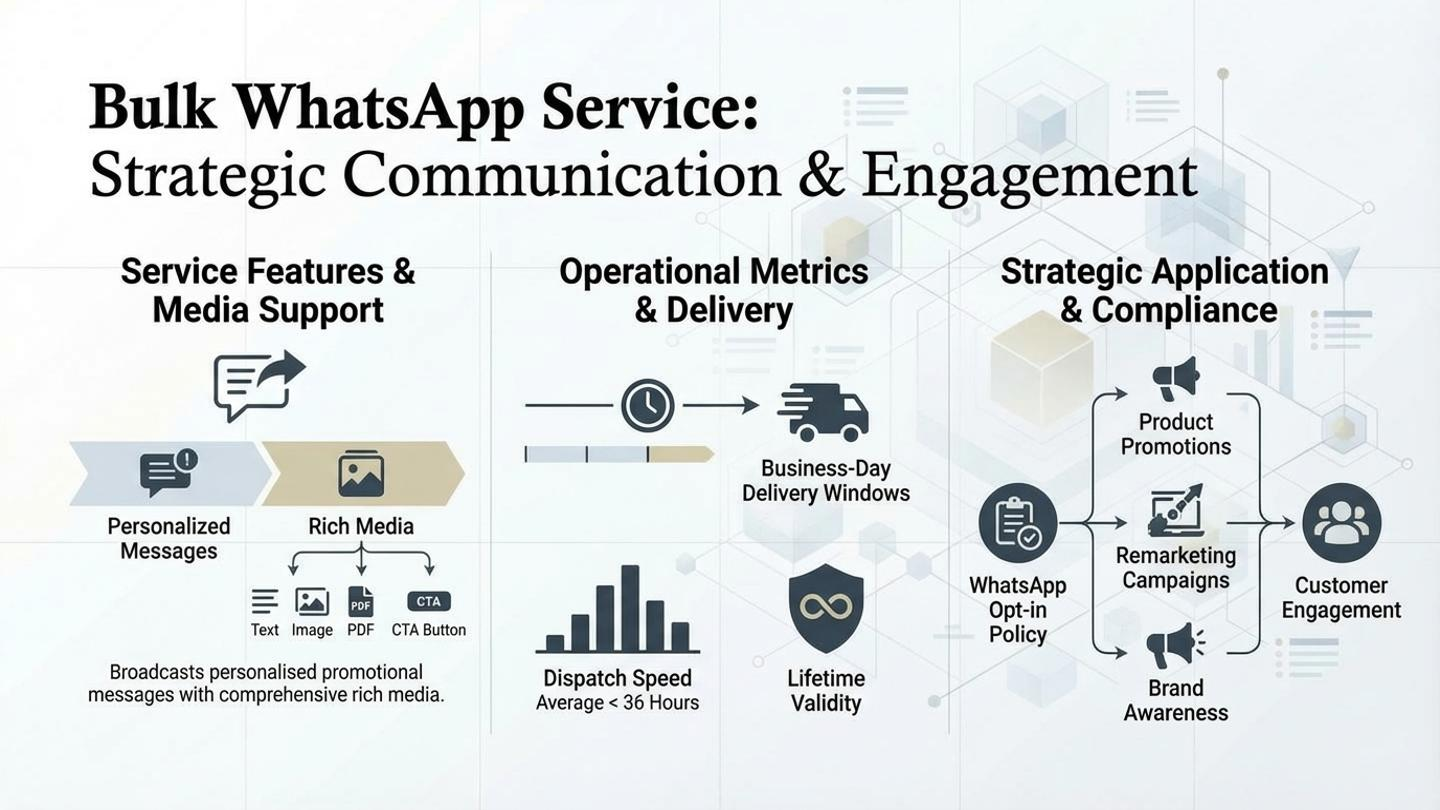 Bulk WhatsApp Service:
Strategic Communication & Engagement
Service Features &
Media Support
Personalized
Messages
Rich Media
PDF
CTA
Text
Image
PDF
CTA Button
Broadcasts personalised promotional
messages with comprehensive rich media.
Operational Metrics
& Delivery
Business-Day
Delivery Windows
Dispatch Speed
Average < 36 Hours
Lifetime
Validity
Strategic Application
& Compliance
WhatsApp
Opt-in
Policy
Product
Promotions
Remarketing
Campaigns
Brand
Awareness
Customer
Engagement